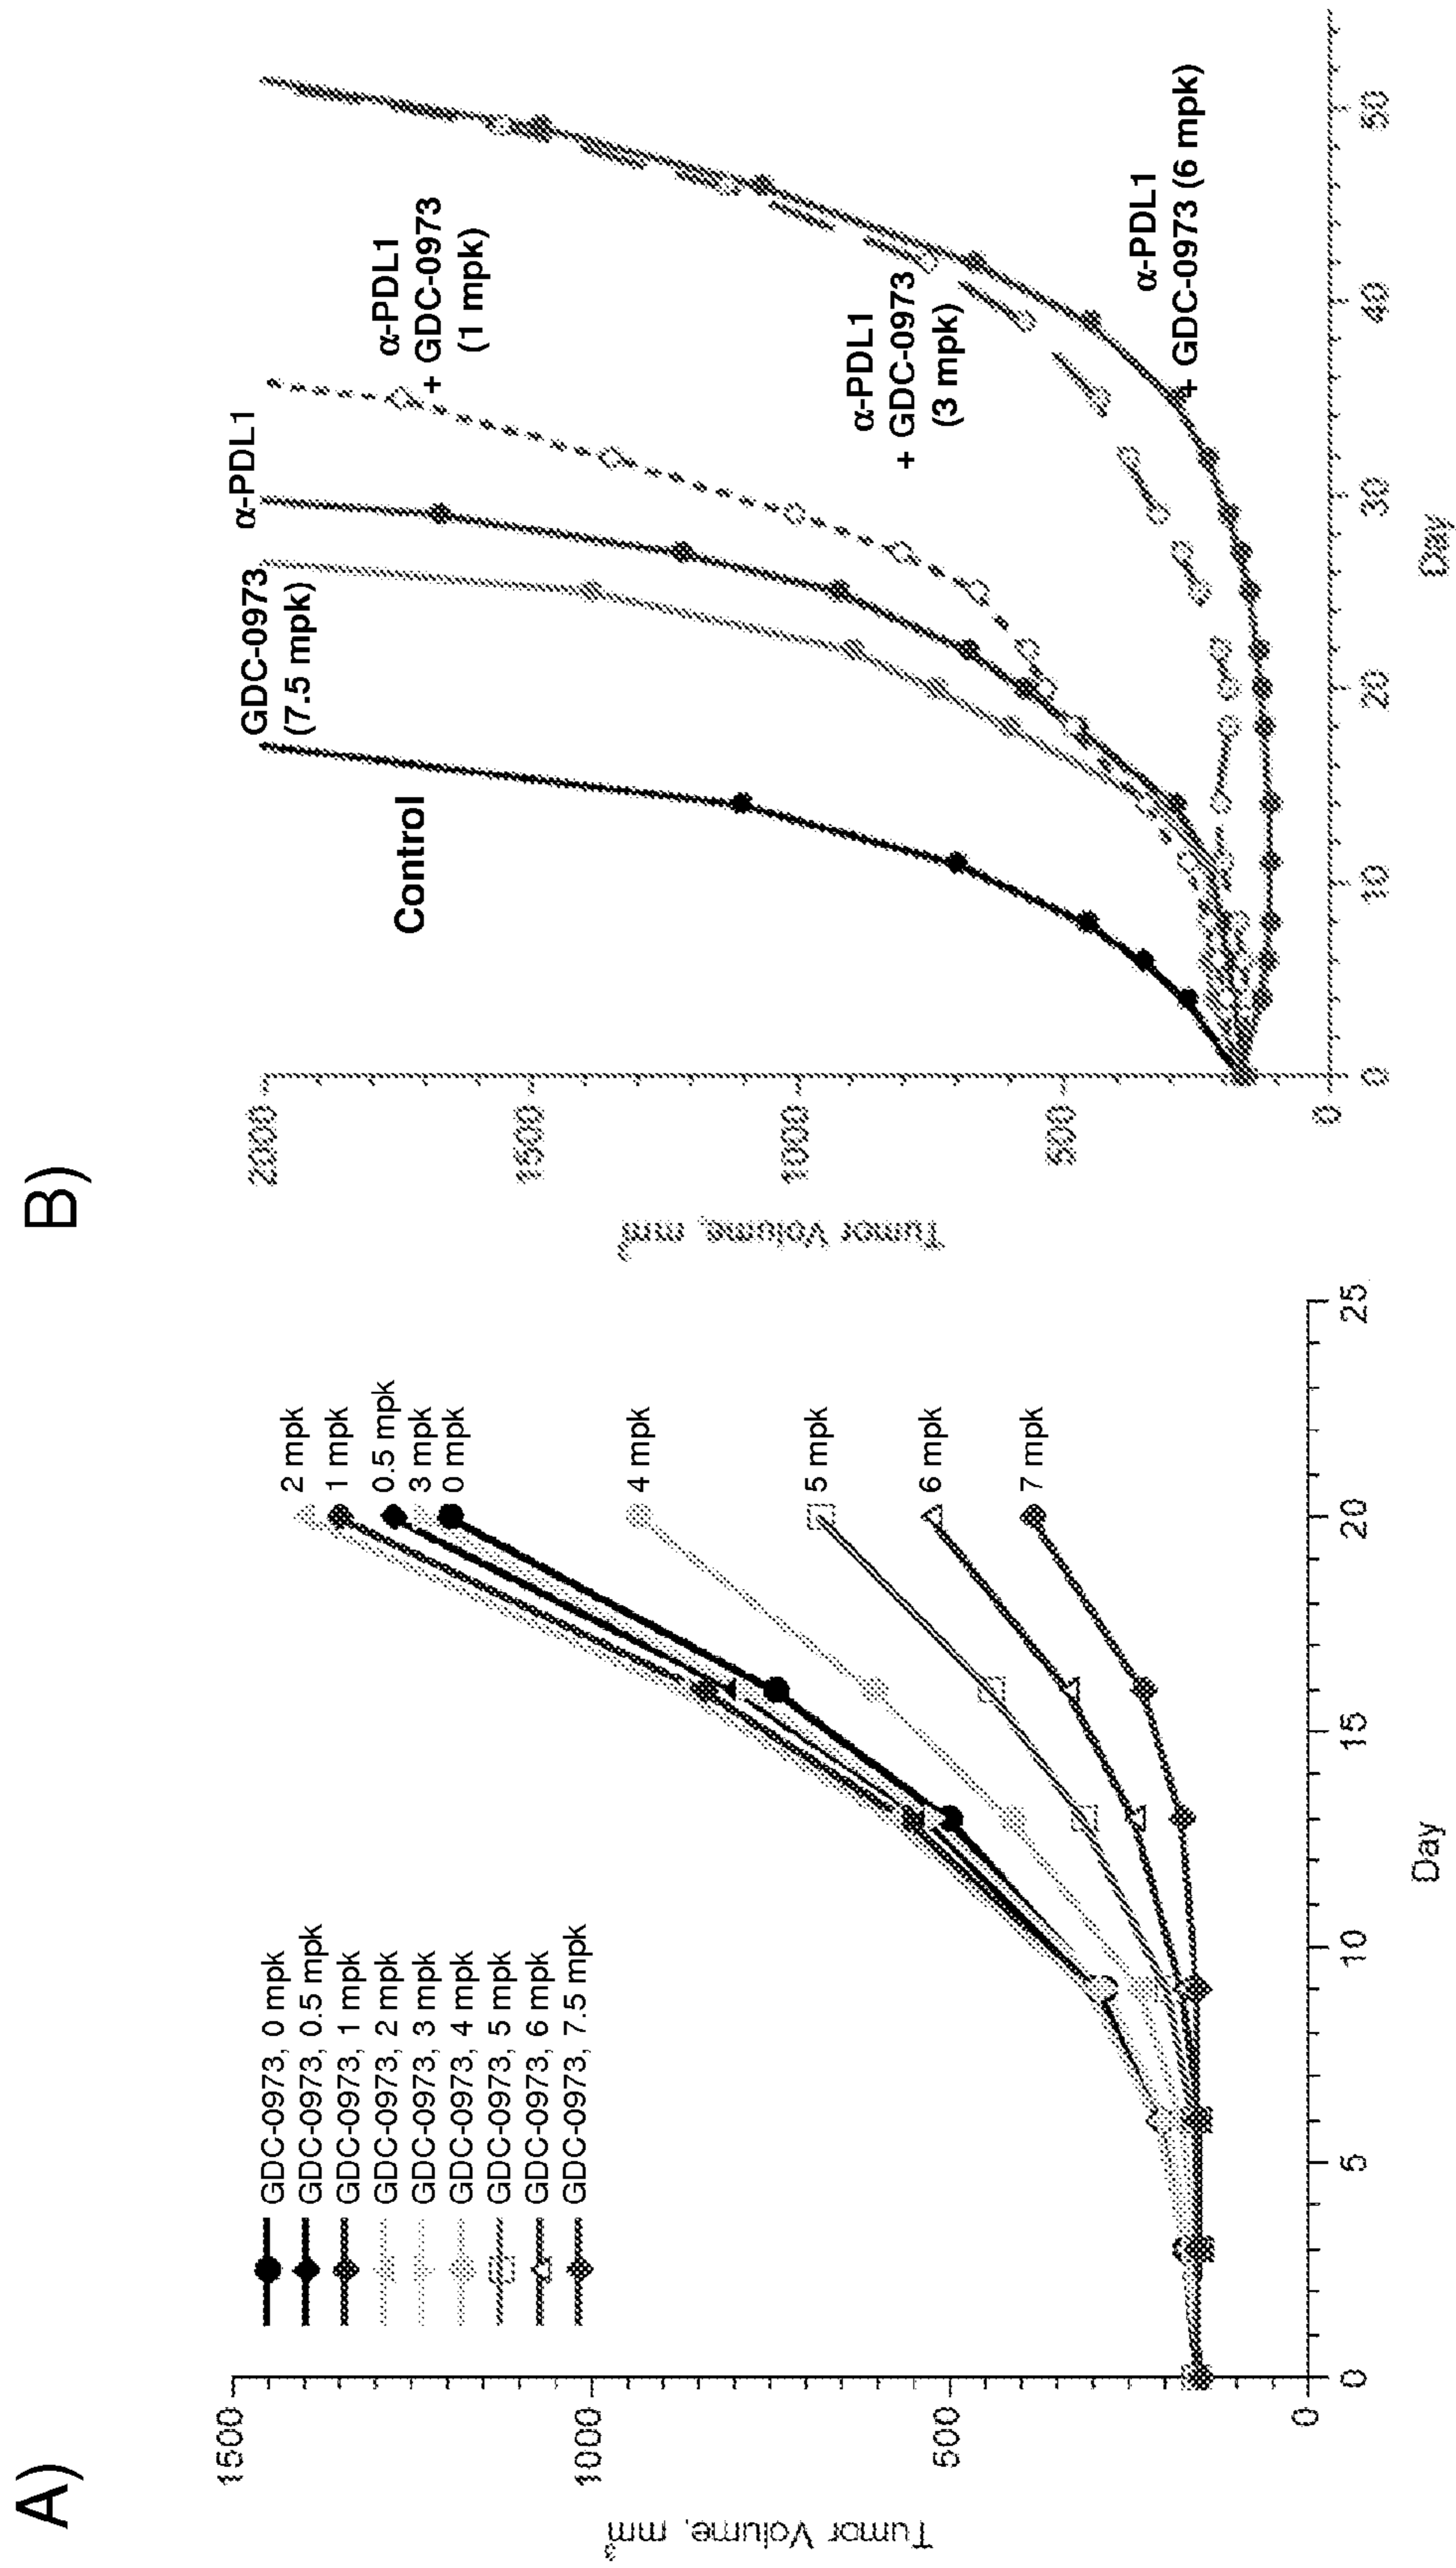 A)
Tumor Volume, mm3
1500
1000
500
0
GDC-0973, 0 mpk
GDC-0973, 0.5 mpk
GDC-0973, 1 mpk
GDC-0973, 2 mpk
GDC-0973, 3 mpk
GDC-0973, 4 mpk
GDC-0973, 5 mpk
GDC-0973, 6 mpk
GDC-0973, 7.5 mpk
2 mpk
1 mpk
0.5 mpk
3 mpk
0 mpk
4 mpk
5 mpk
6 mpk
7 mpk
0 5 10 15 20 25
Day
B)
Tumor Volume, mm3
2000
1500
1000
500
0
Control
GDC-0973
(7.5 mpk)
α-PDL1
α-PDL1
+ GDC-0973
(1 mpk)
α-PDL1
+ GDC-0973
(3 mpk)
α-PDL1
+ GDC-0973 (6 mpk)
0 10 20 30 40 50
Day